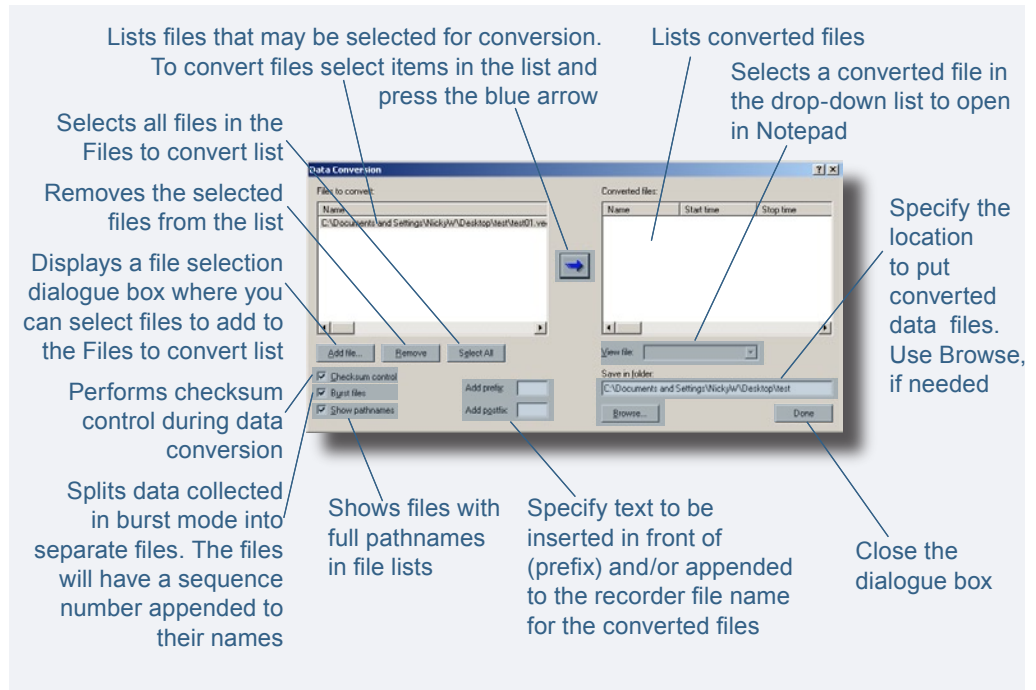 Lists files that may be selected for conversion.
To convert files select items in the list and
press the blue arrow
Lists converted files
Selects a converted file in
the drop-down list to open
in Notepad
Selects all files in the
Files to convert list
Removes the selected
files from the list
Displays a file selection
dialogue box where you
can select files to add to
the Files to convert list
Performs checksum
control during data
conversion
Splits data collected
in burst mode into
separate files. The files
will have a sequence
number appended to
their names
Data Conversion
Files to convert:
Name
C:\Documents and Settings\NickyW\Desktop\test\test01.vec
Add file...
Remove
Select All
Checksum control
Burst files
Show pathnames
Add prefix:
Add postfix:
Converted files:
Name
Start time
Stop time
View file:
Save in folder:
C:\Documents and Settings\NickyW\Desktop\test
Browse...
Done
Specify the
location
to put
converted
data files.
Use Browse,
if needed
Shows files with
full pathnames
in file lists
Specify text to be
inserted in front of
(prefix) and/or appended
to the recorder file name
for the converted files
Close the
dialogue box